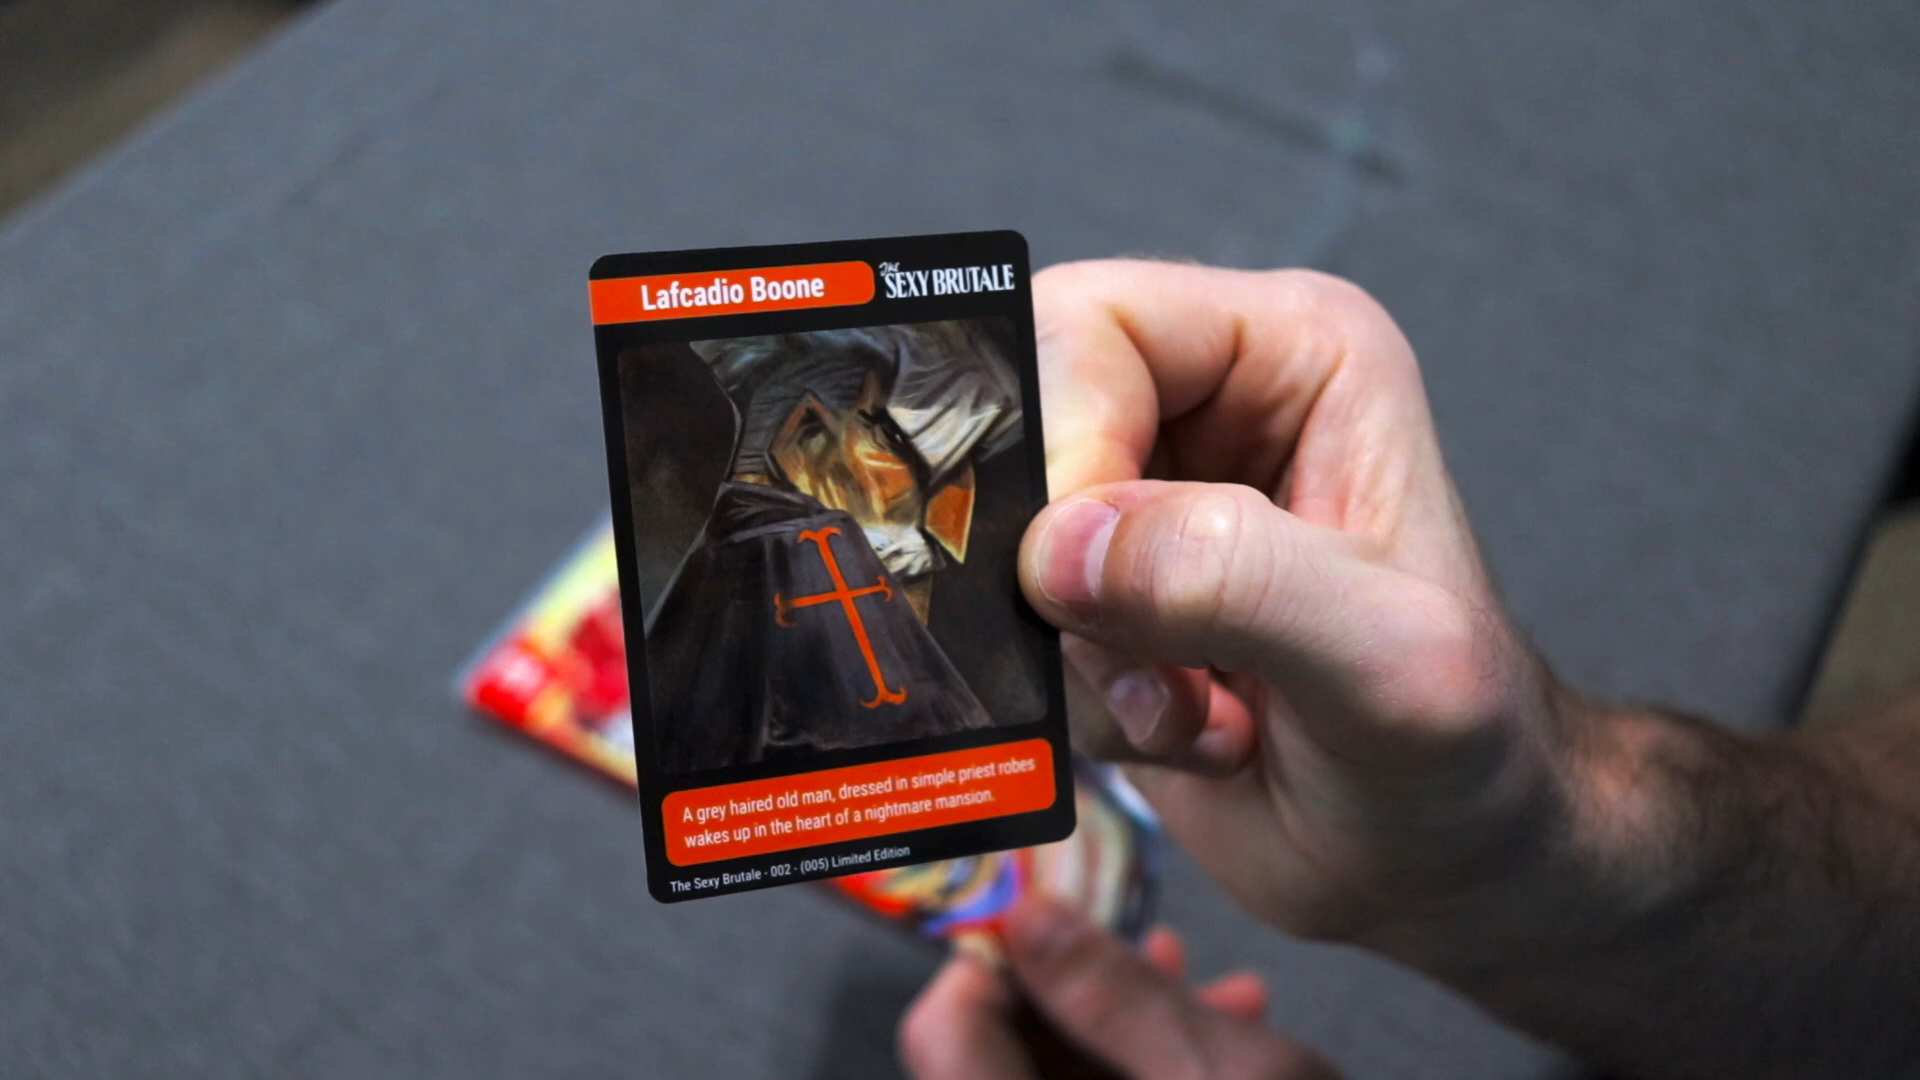 Lafcadio Boone
The
SEXY BRUTALE
A grey haired old man, dressed in simple priest robes
wakes up in the heart of a nightmare mansion.
The Sexy Brutale - 002 - (005) Limited Edition